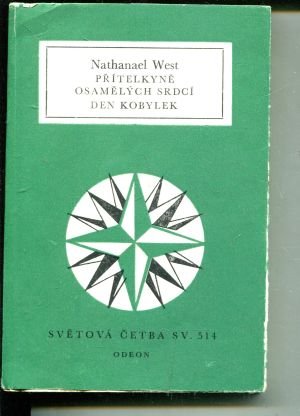 Nathanael West
PŘÍTELKYNĚ
OSAMĚLÝCH SRDCÍ
DEN KOBYLEK
SVĚTOVÁ ČETBA SV. 514
ODEON